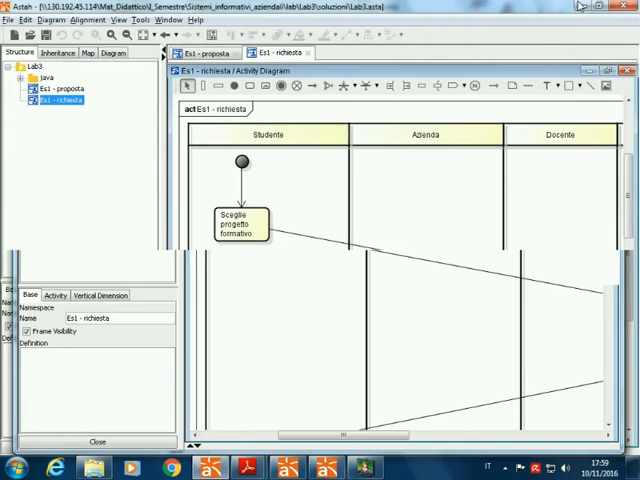 Astah - [\\130.192.45.114\Mat_Didattico\I_Semestre\Sistemi_informativi_aziendali\lab\Lab3\soluzioni\Lab3.asta]
File Edit Diagram Alignment View Tools Window Help
Structure Inheritance Map Diagram
Es1 - proposta
Es1 - richiesta
Lab3
java
Es1 - proposta
Es1 - richiesta
Es1 - richiesta / Activity Diagram
act Es1 - richiesta
Studente Azienda Docente
Sceglie
progetto
formativo
Base Activity Vertical Dimension
Namespace
Name Es1 - richiesta
Frame Visibility
Definition
Close
IT
17:59
10/11/2016